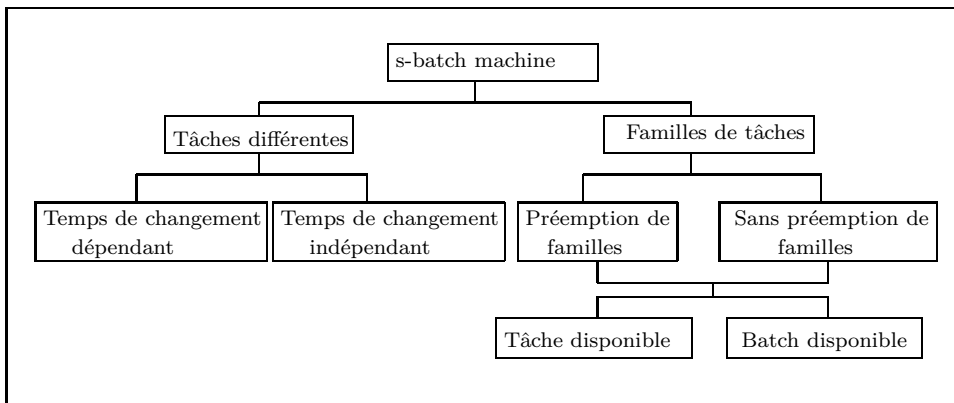 s-batch machine
Tâches différentes
Familles de tâches
Temps de changement
dépendant
Temps de changement
indépendant
Préemption de
familles
Sans préemption de
familles
Tâche disponible
Batch disponible